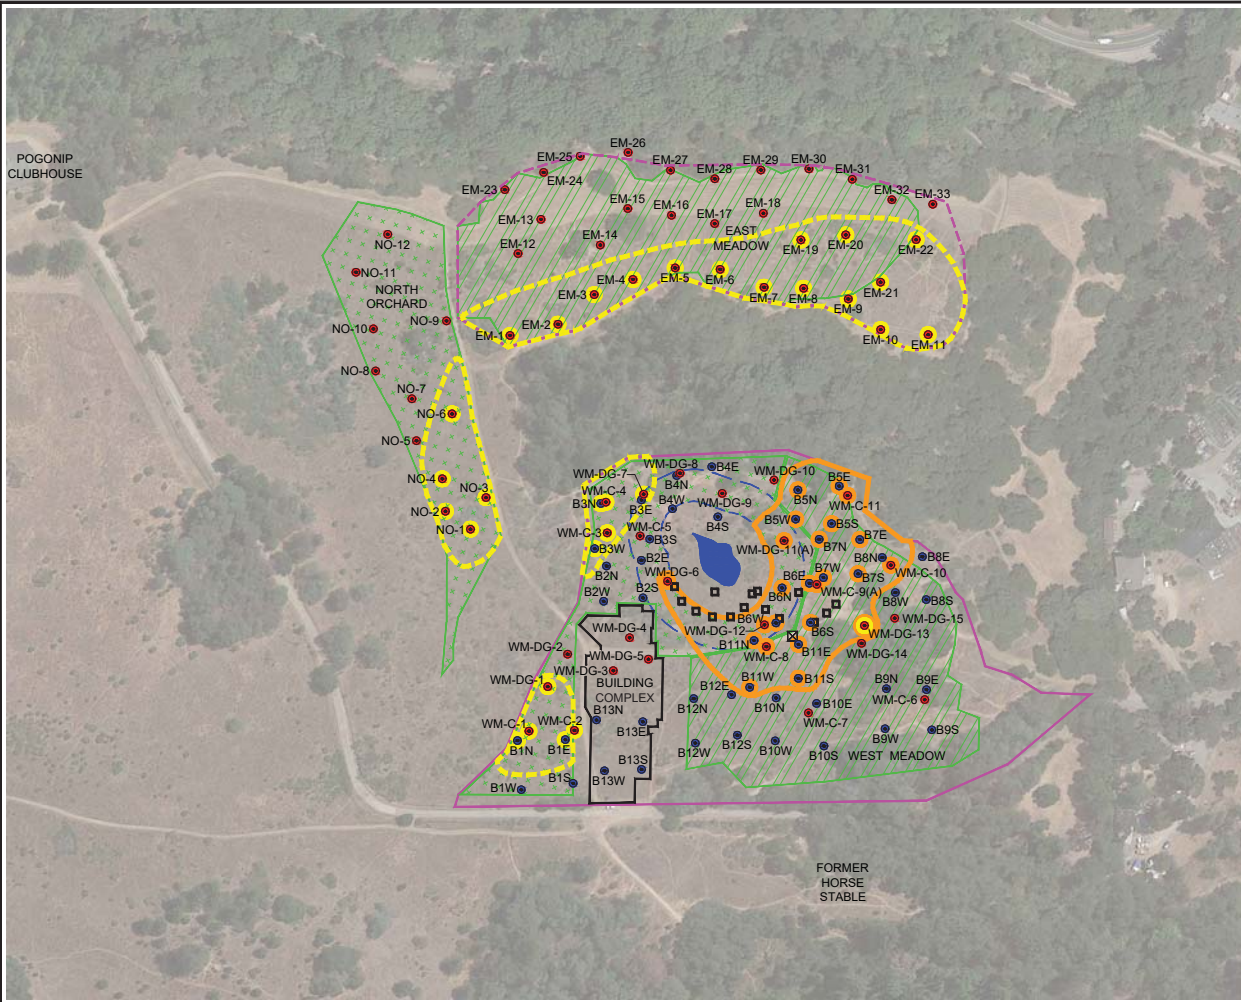 POGONIP
CLUBHOUSE
EM-26
EM-25
EM-27
EM-29
EM-30
EM-28
EM-31
EM-24
EM-23
EM-32
EM-33
EM-15
EM-16
EM-18
EM-17
EM-13
EAST
MEADOW
EM-14
EM-12
EM-19
EM-20
EM-22
NO-12
NO-11
NORTH
ORCHARD
EM-4
EM-5
EM-6
EM-3
EM-7
EM-8
EM-21
EM-9
NO-10
NO-9
EM-1
EM-2
EM-10
EM-11
NO-8
NO-7
NO-6
NO-5
NO-4
NO-3
NO-2
NO-1
WM-DG-8
B4E
WM-DG-7
WM-DG-10
B4N
B5E
WM-C-4
B3N
B3E
B4W
WM-DG-9
B5N
WM-C-11
B4S
B5W
B5S
WM-C-3
WM-C-5
B3S
B7E
B3W
WM-DG-11(A)
B7N
B2E
B8N
B8E
B2N
WM-DG-6
B6E
B7W
B7S
WM-C-10
B2W
B2S
B6N
WM-C-9(A)
B8W
B8S
B6W
WM-DG-15
WM-DG-4
WM-DG-12
B6S
WM-DG-13
WM-DG-2
B11N
B11E
WM-DG-14
WM-DG-5
WM-C-8
WM-DG-3
WM-DG-1
BUILDING
COMPLEX
B11W
B11S
B12E
B9N
B9E
B12N
B10N
B10E
WM-C-6
B13N
WM-C-7
WM-C-1
WM-C-2
B13E
B1N
B1E
B12W
B12S
B10W
B9W
B9S
B10S
WEST MEADOW
B13S
B1S
B13W
B1W
FORMER
HORSE
STABLE